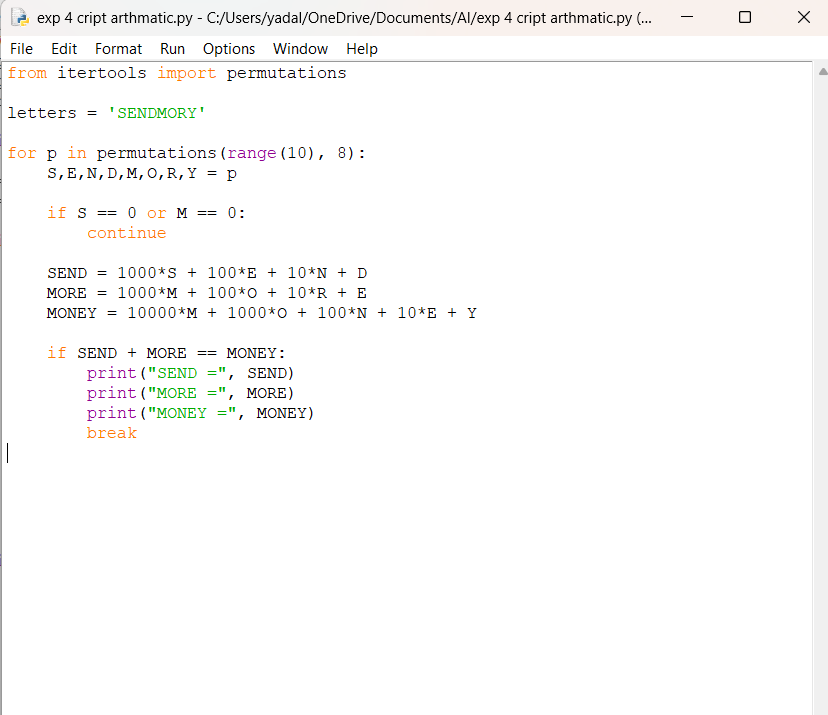 exp 4 cript arthmatic.py - C:/Users/yadal/OneDrive/Documents/AI/exp 4 cript arthmatic.py (...
File Edit Format Run Options Window Help
from itertools import permutations
letters = 'SENDMORY'
for p in permutations(range(10), 8):
    S,E,N,D,M,O,R,Y = p
    if S == 0 or M == 0:
        continue
    SEND = 1000*S + 100*E + 10*N + D
    MORE = 1000*M + 100*O + 10*R + E
    MONEY = 10000*M + 1000*O + 100*N + 10*E + Y
    if SEND + MORE == MONEY:
        print("SEND =", SEND)
        print("MORE =", MORE)
        print("MONEY =", MONEY)
        break